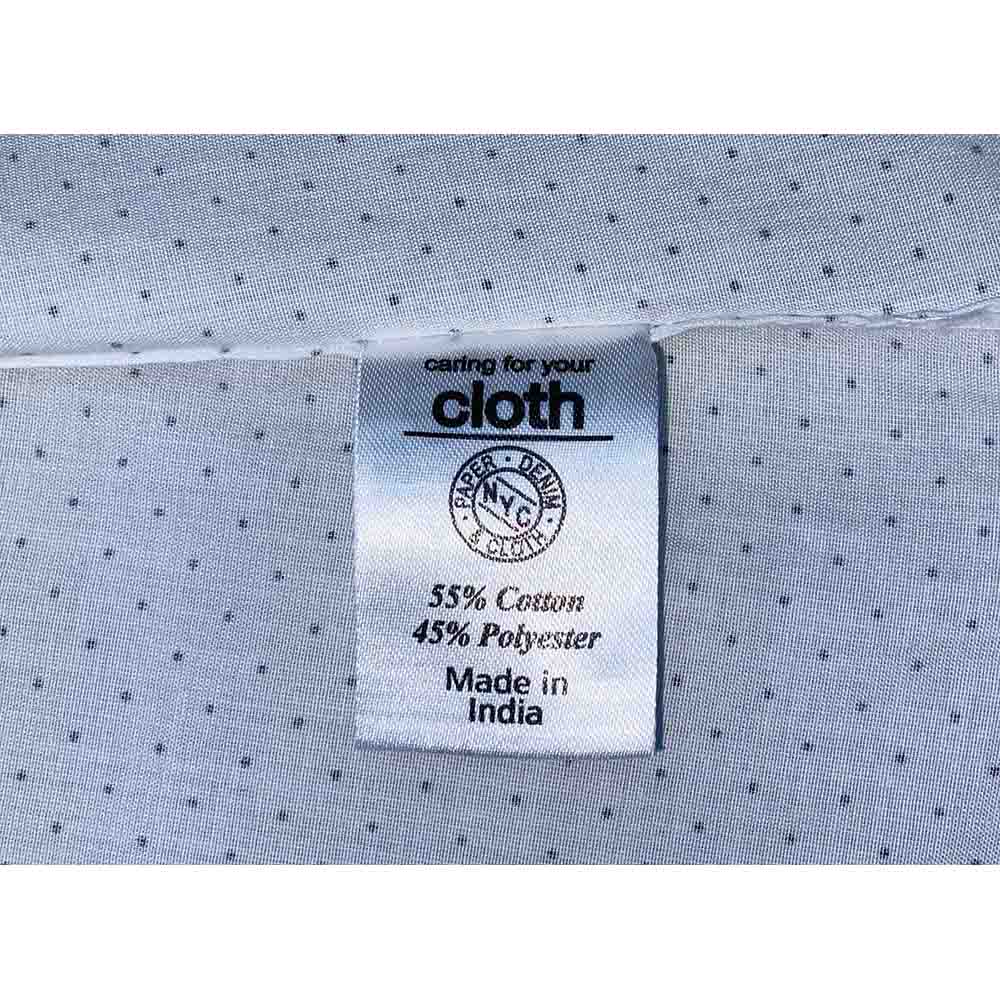 caring for your
cloth
PAPER · DENIM
NYC
· & CLOTH ·
55% Cotton
45% Polyester
Made in
India